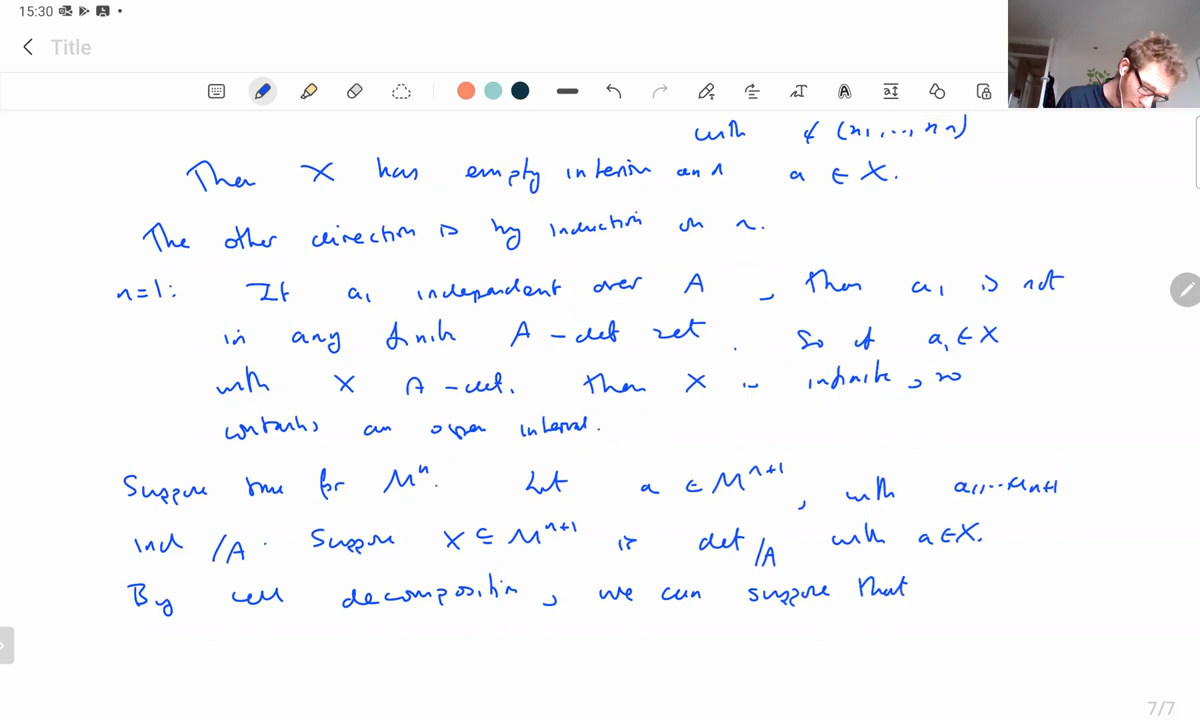 15:30
Title
with ≠ (x1,...,xn)
Then X has empty interior and a ∈ X.
The other direction is by induction on n.
n=1: If a1 independent over A, then a1 is not
in any finite A-def set. So if a1 ∈ X
with X A-def. then X is infinite, so
contains an open interval.
Suppose true for Mⁿ. Let a ∈ Mⁿ⁺¹, with a1...an+1
ind /A. Suppose X ⊆ Mⁿ⁺¹ is def /A with a ∈ X.
By cell decomposition, we can suppose that
7/7